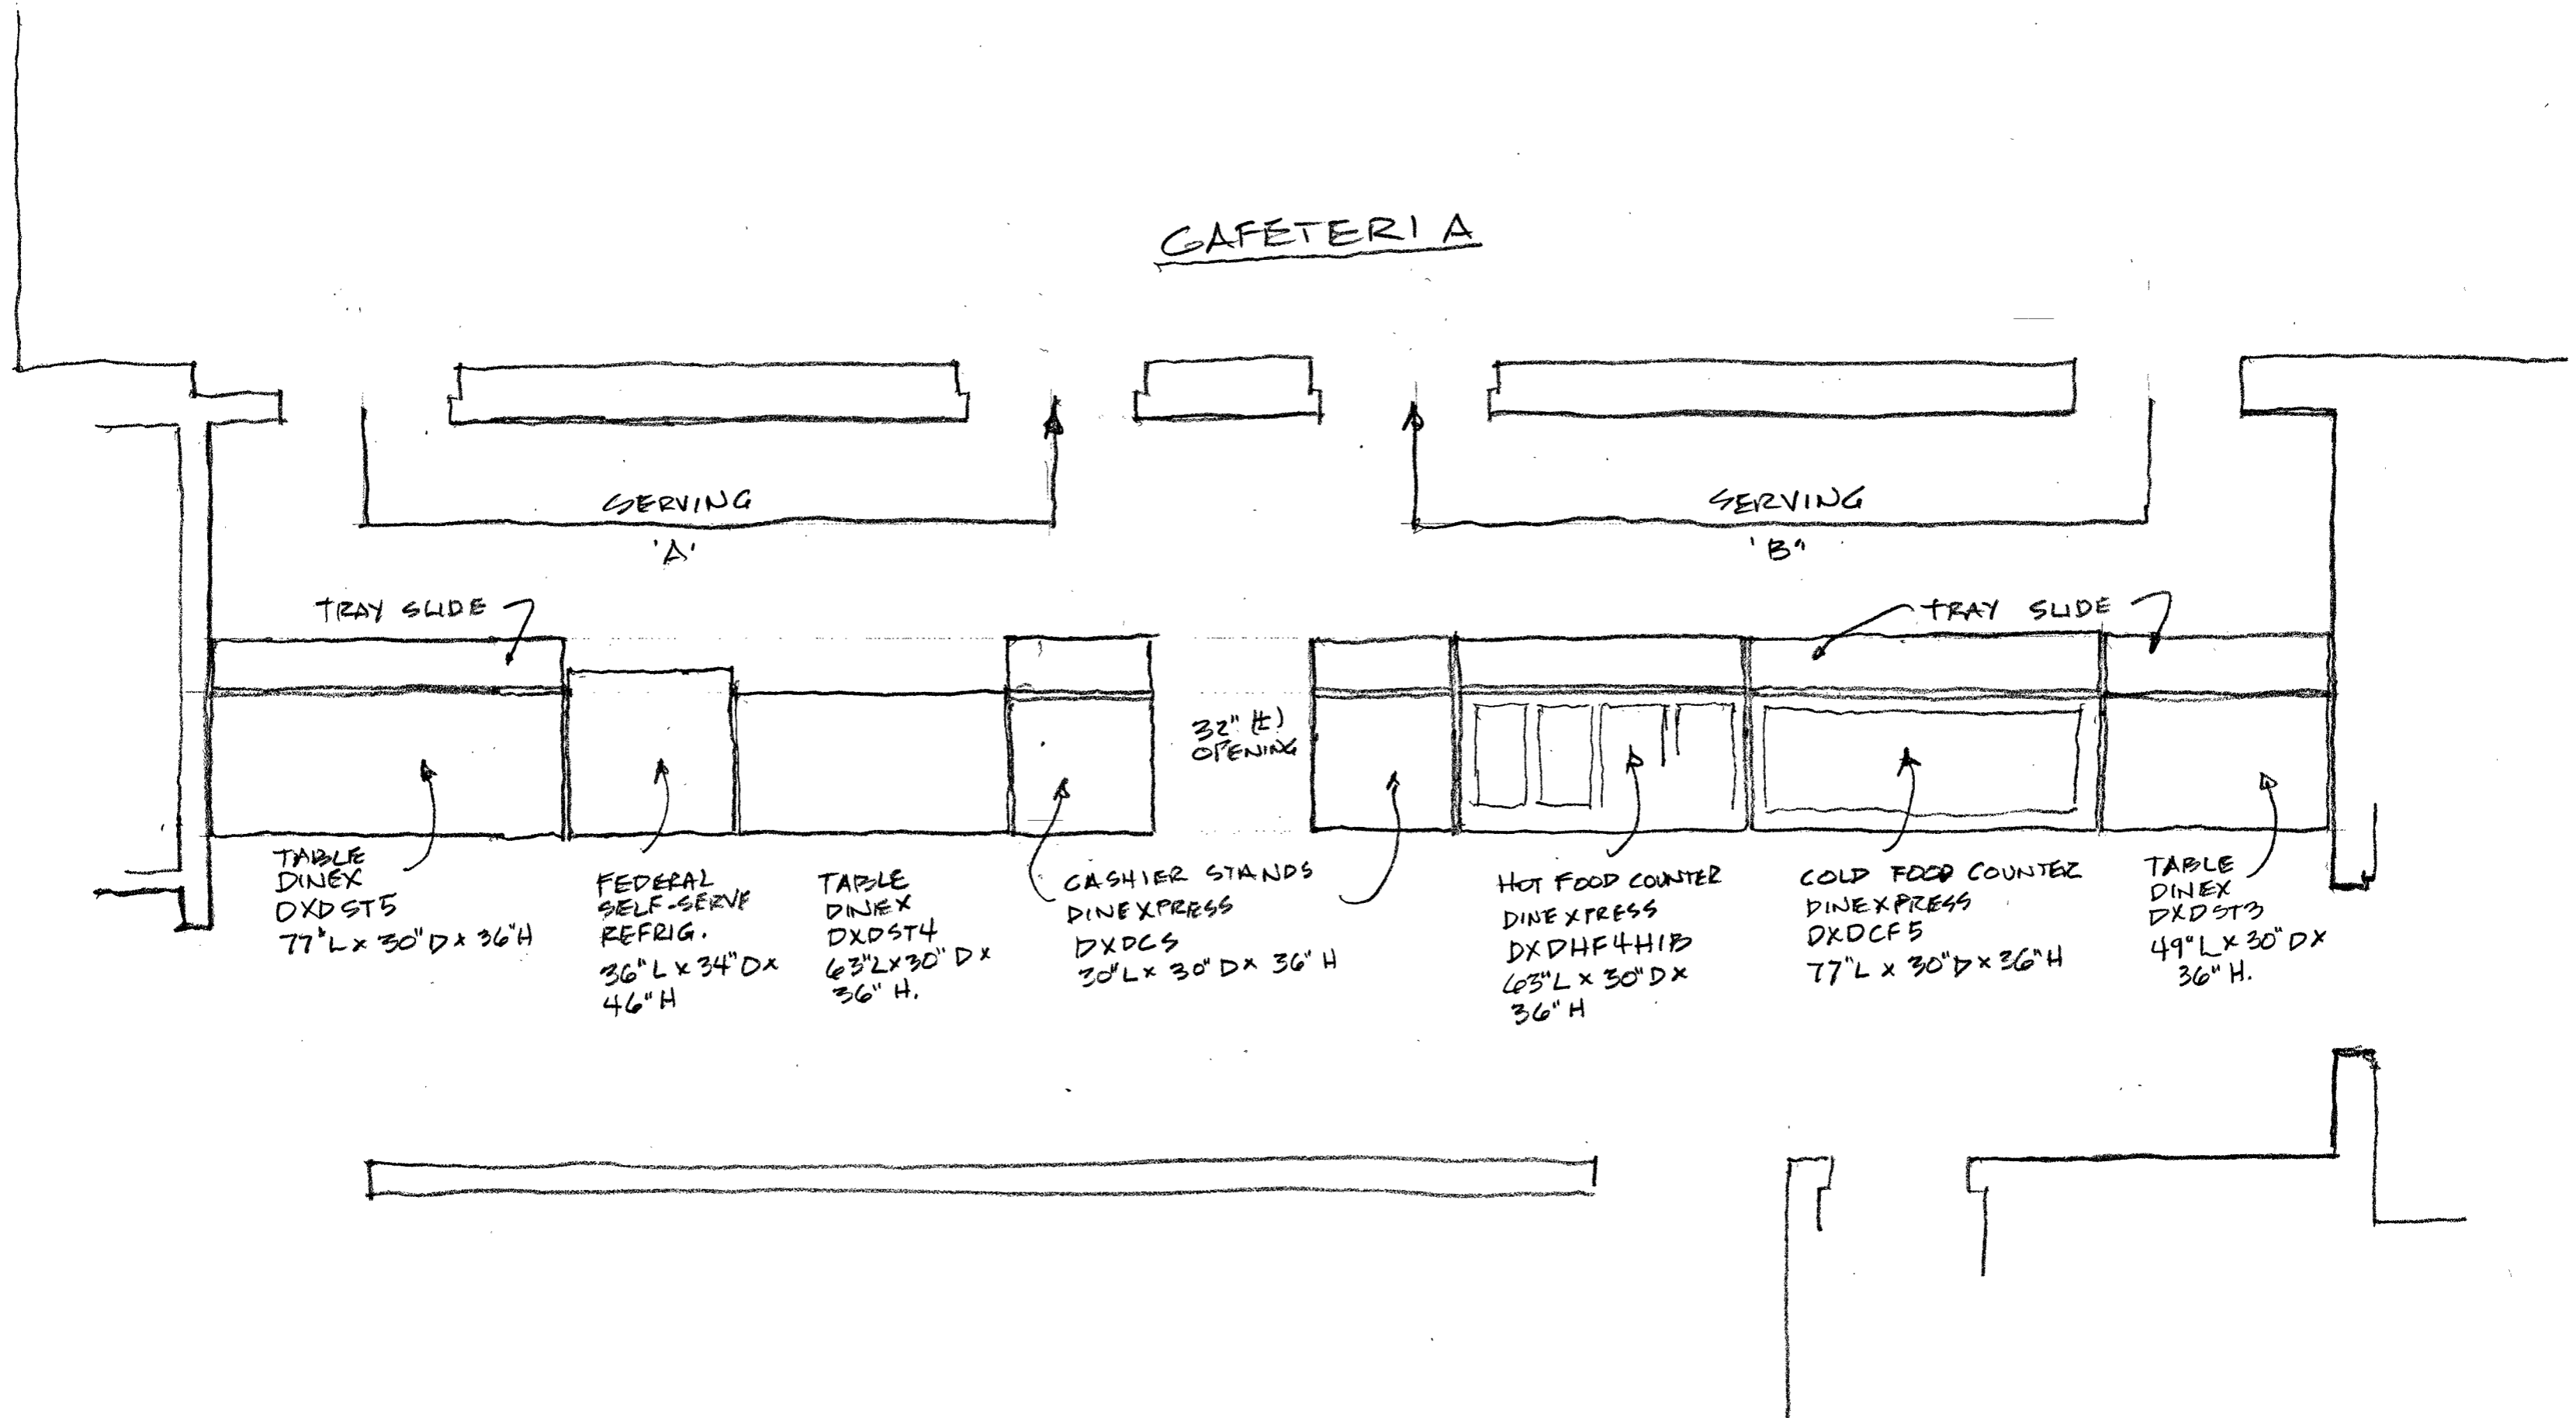 CAFETERIA
SERVING
'A'
SERVING
'B"
TRAY SLIDE
TRAY SLIDE
32" (±)
OPENING
TABLE
DINEX
DXDST5
77"L x 30"D x 36"H
FEDERAL
SELF-SERVE
REFRIG.
36"L x 34"D x
46"H
TABLE
DINEX
DXDST4
63"L x 30"D x
36"H.
CASHIER STANDS
DINEXPRESS
DXDCS
30"L x 30"D x 36"H
HOT FOOD COUNTER
DINEXPRESS
DXDHF4HIB
63"L x 30"D x
36"H
COLD FOOD COUNTER
DINEXPRESS
DXDCF5
77"L x 30"D x 36"H
TABLE
DINEX
DXDST3
49"L x 30"D x
36"H.